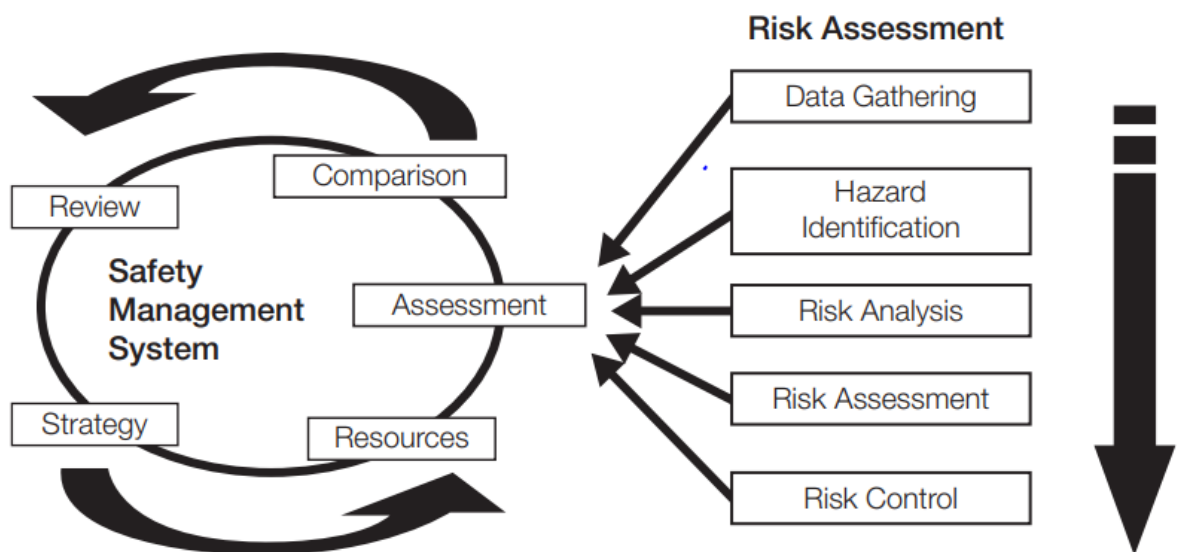 Risk Assessment
Data Gathering
Comparison
Hazard
Identification
Review
Safety
Management
System
Assessment
Risk Analysis
Risk Assessment
Strategy
Resources
Risk Control